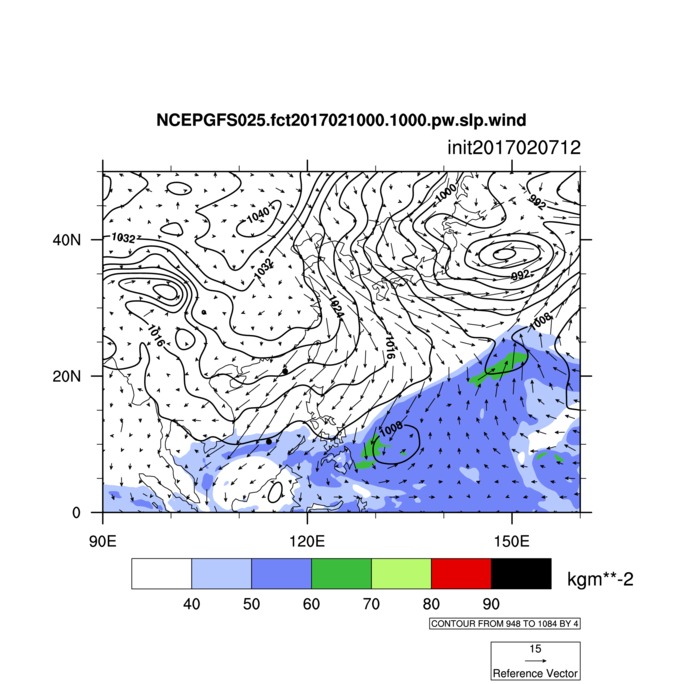 NCEPGFS025.fct2017021000.1000.pw.slp.wind
init2017020712
1000
992
1040
1032
40N
1032
992
1024
1008
1016
1016
20N
1008
0
90E 120E 150E
kgm**-2
40 50 60 70 80 90
CONTOUR FROM 948 TO 1084 BY 4
15
Reference Vector